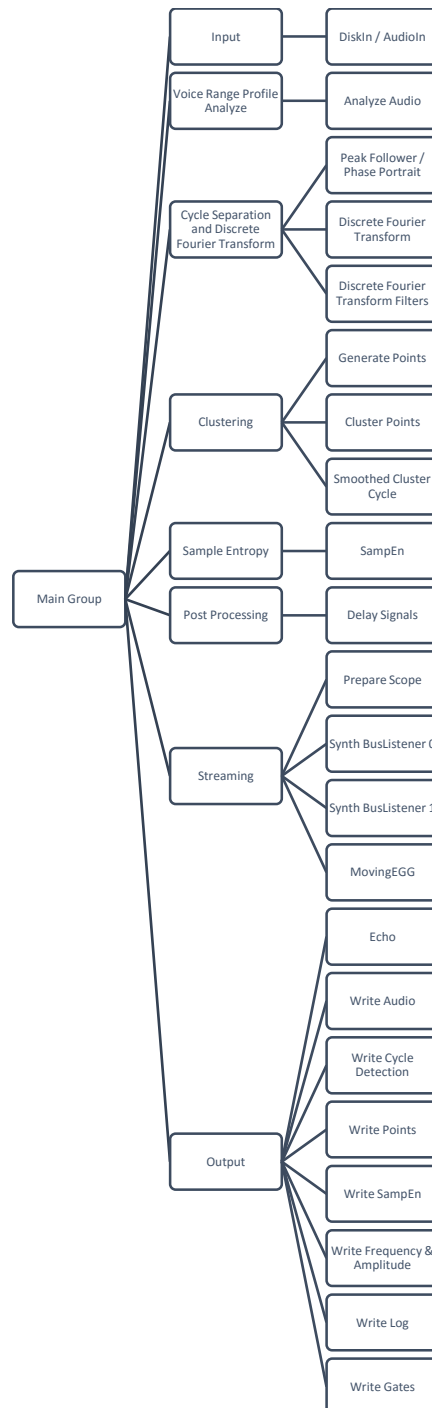 Input
DiskIn / AudioIn
Voice Range Profile
Analyze
Analyze Audio
Peak Follower /
Phase Portrait
Cycle Separation
and Discrete
Fourier Transform
Discrete Fourier
Transform
Discrete Fourier
Transform Filters
Generate Points
Clustering
Cluster Points
Smoothed Cluster
Cycle
Sample Entropy
SampEn
Main Group
Post Processing
Delay Signals
Prepare Scope
Synth BusListener 0
Streaming
Synth BusListener 1
MovingEGG
Echo
Write Audio
Write Cycle
Detection
Write Points
Output
Write SampEn
Write Frequency &
Amplitude
Write Log
Write Gates